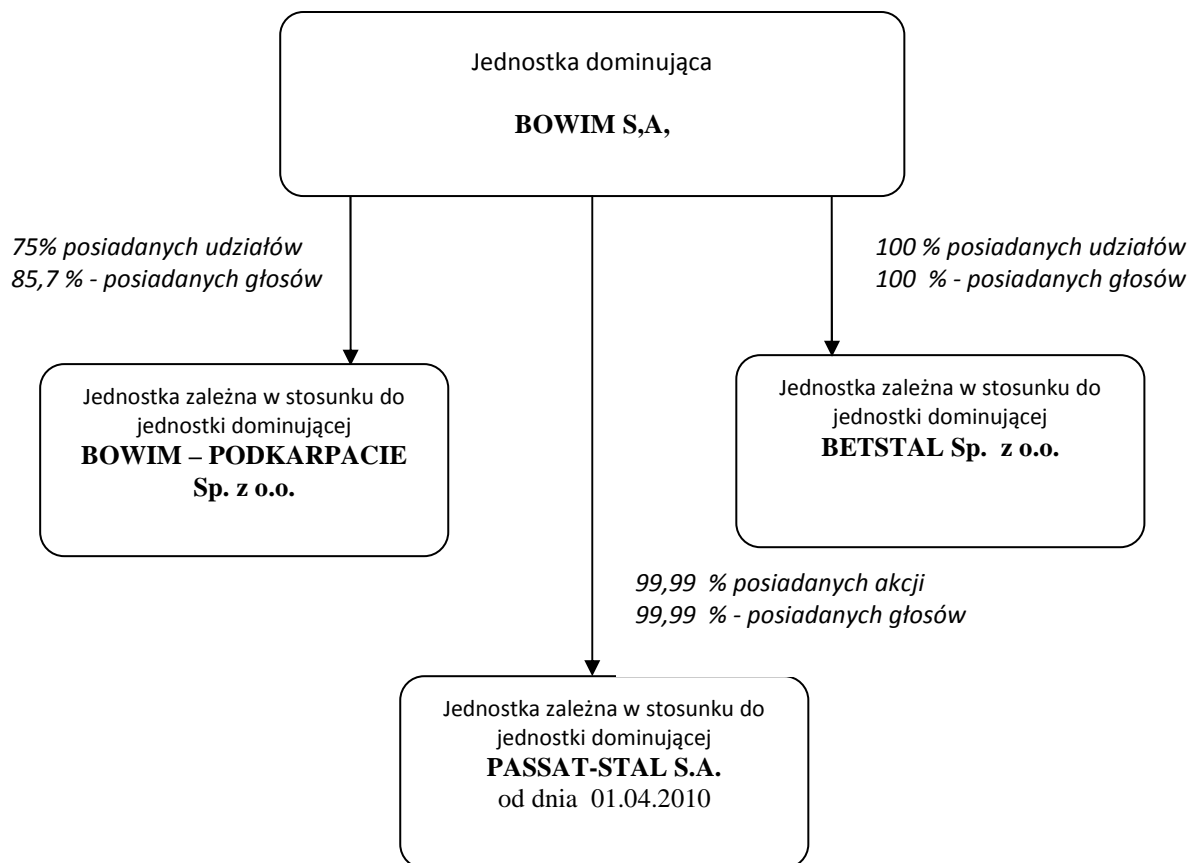 Jednostka dominująca
BOWIM S,A,
75% posiadanych udziałów
85,7 % - posiadanych głosów
100 % posiadanych udziałów
100 % - posiadanych głosów
Jednostka zależna w stosunku do
jednostki dominującej
BOWIM – PODKARPACIE
Sp. z o.o.
Jednostka zależna w stosunku do
jednostki dominującej
BETSTAL Sp. z o.o.
99,99 % posiadanych akcji
99,99 % - posiadanych głosów
Jednostka zależna w stosunku do
jednostki dominującej
PASSAT-STAL S.A.
od dnia 01.04.2010